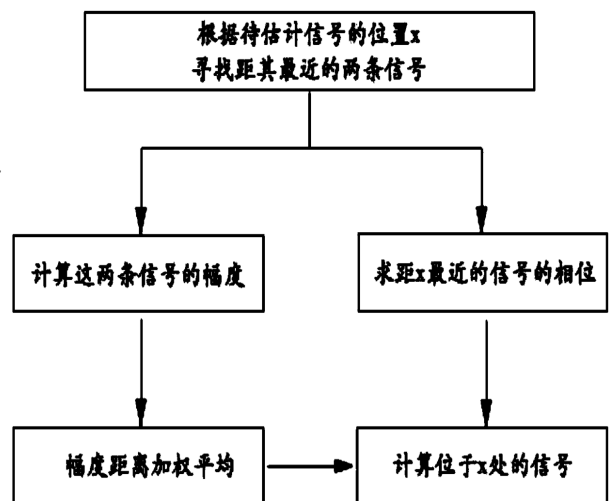 根据待估计信号的位置x
寻找距其最近的两条信号
计算这两条信号的幅度
求距x最近的信号的相位
幅度距离加权平均
计算位于x处的信号